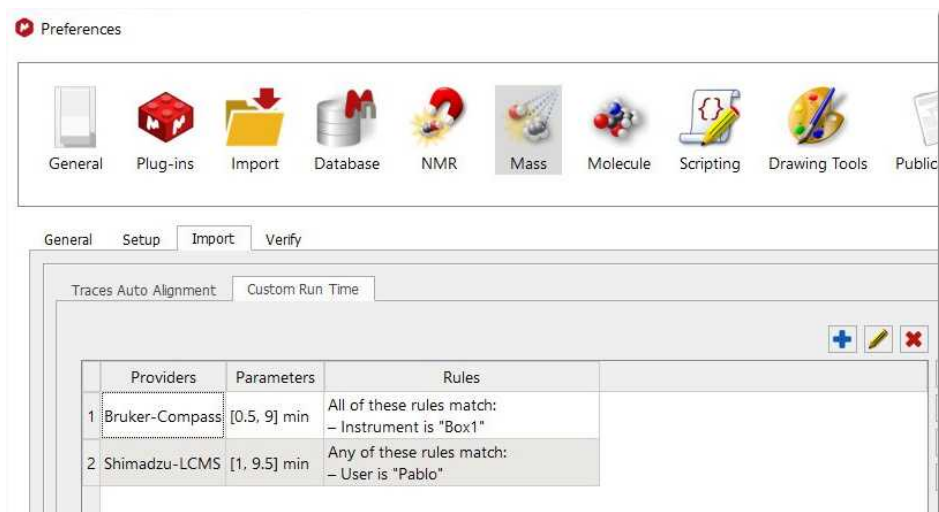 Preferences
General Plug-ins Import Database NMR Mass Molecule Scripting Drawing Tools Public
General Setup Import Verify
Traces Auto Alignment Custom Run Time
Providers Parameters Rules
1 Bruker-Compass [0.5, 9] min All of these rules match:
– Instrument is "Box1"
2 Shimadzu-LCMS [1, 9.5] min Any of these rules match:
– User is "Pablo"